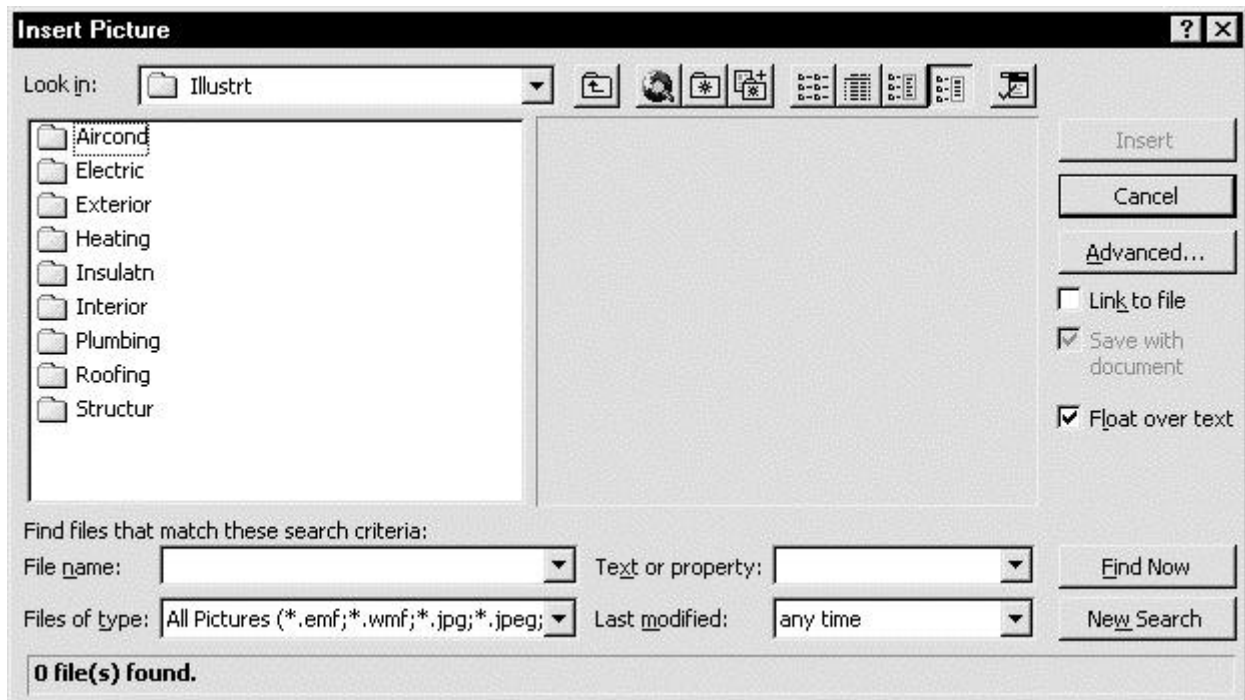 Insert Picture
Look in: Illustrt
Aircond
Electric
Exterior
Heating
Insulatn
Interior
Plumbing
Roofing
Structur
Insert
Cancel
Advanced...
Link to file
Save with
document
Float over text
Find files that match these search criteria:
File name: Text or property: Find Now
Files of type: All Pictures (*.emf;*.wmf;*.jpg;*.jpeg; Last modified: any time New Search
0 file(s) found.